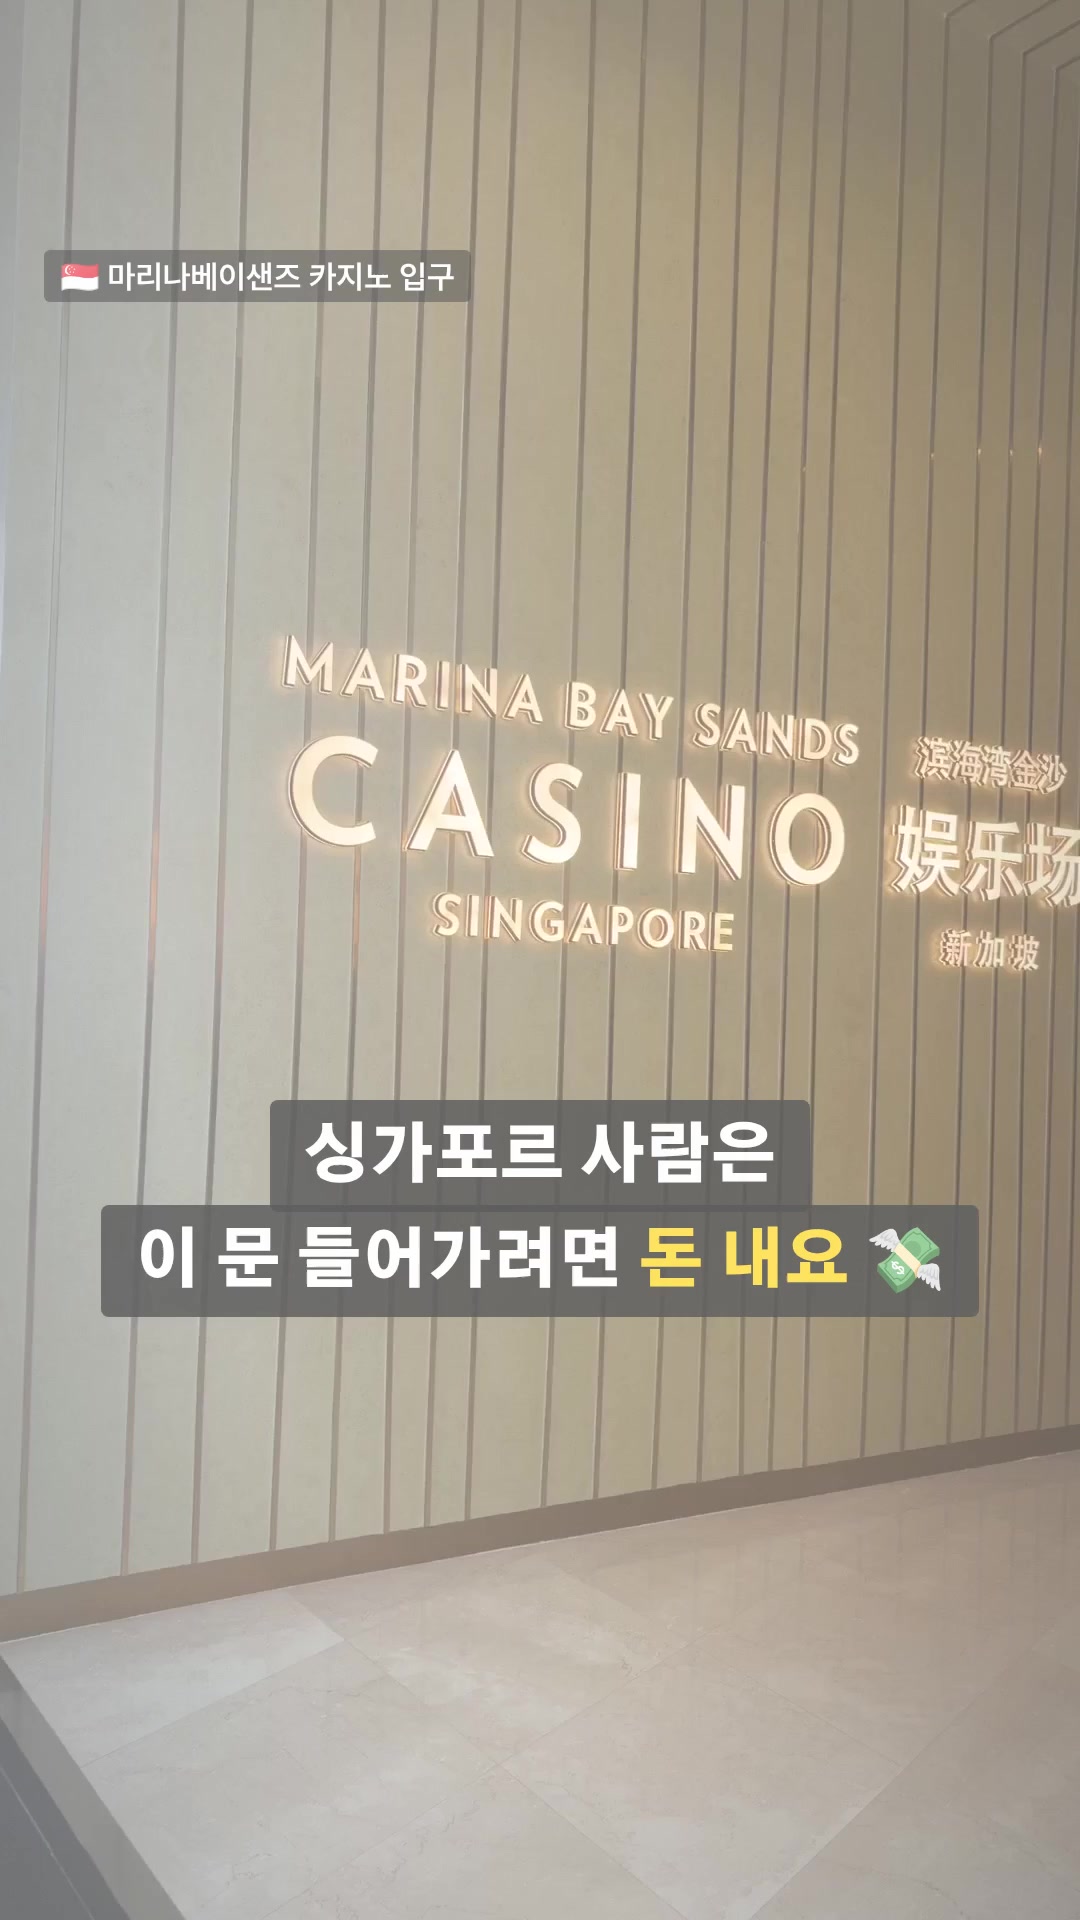 🇸🇬 마리나베이샌즈 카지노 입구
MARINA BAY SANDS
CASINO
SINGAPORE
滨海湾金沙
娱乐场
新加坡
싱가포르 사람은
이 문 들어가려면 돈 내요 💸